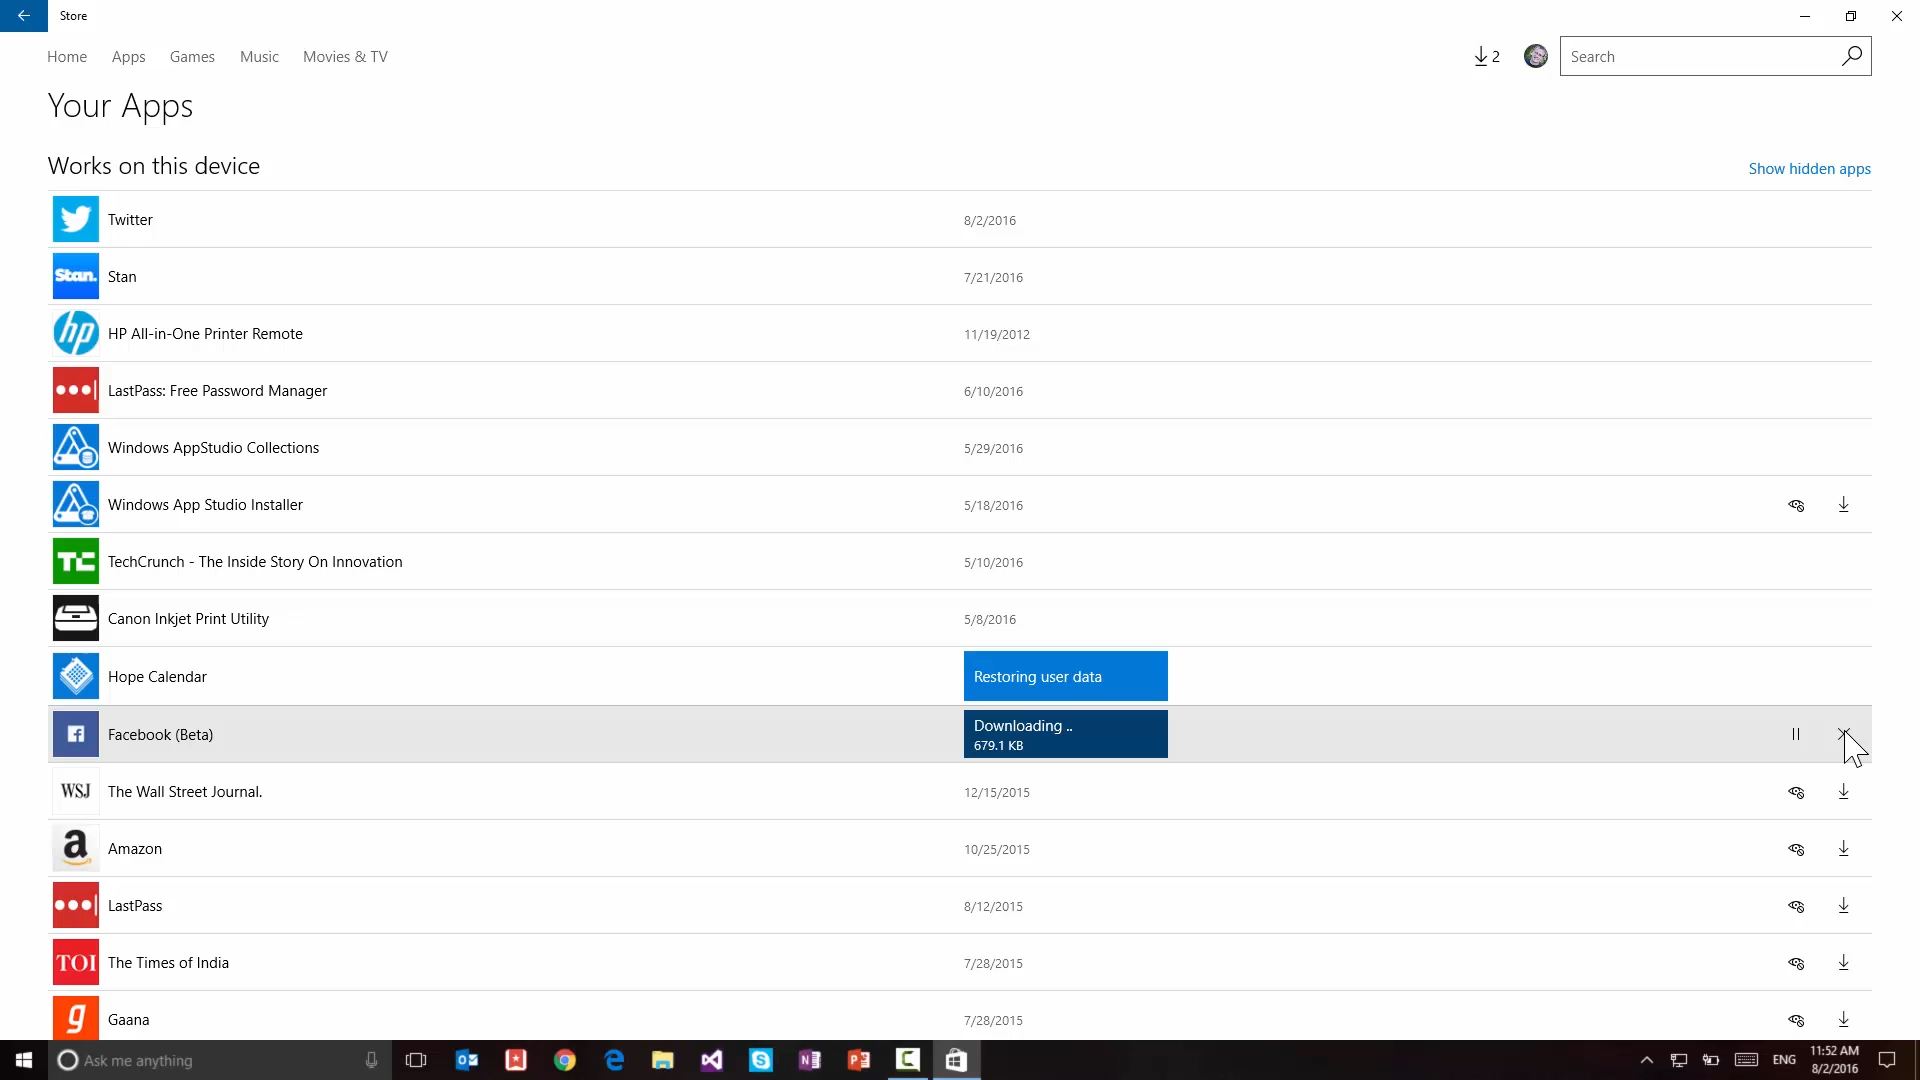 Store
Home Apps Games Music Movies & TV
2
Search
Your Apps
Works on this device
Show hidden apps
Twitter 8/2/2016
Stan. Stan 7/21/2016
hp HP All-in-One Printer Remote 11/19/2012
LastPass: Free Password Manager 6/10/2016
Windows AppStudio Collections 5/29/2016
Windows App Studio Installer 5/18/2016
TC TechCrunch - The Inside Story On Innovation 5/10/2016
Canon Inkjet Print Utility 5/8/2016
Hope Calendar Restoring user data
Facebook (Beta) Downloading ..
679.1 KB
WSJ The Wall Street Journal. 12/15/2015
a Amazon 10/25/2015
LastPass 8/12/2015
TOI The Times of India 7/28/2015
g Gaana 7/28/2015
Ask me anything
ENG
11:52 AM
8/2/2016